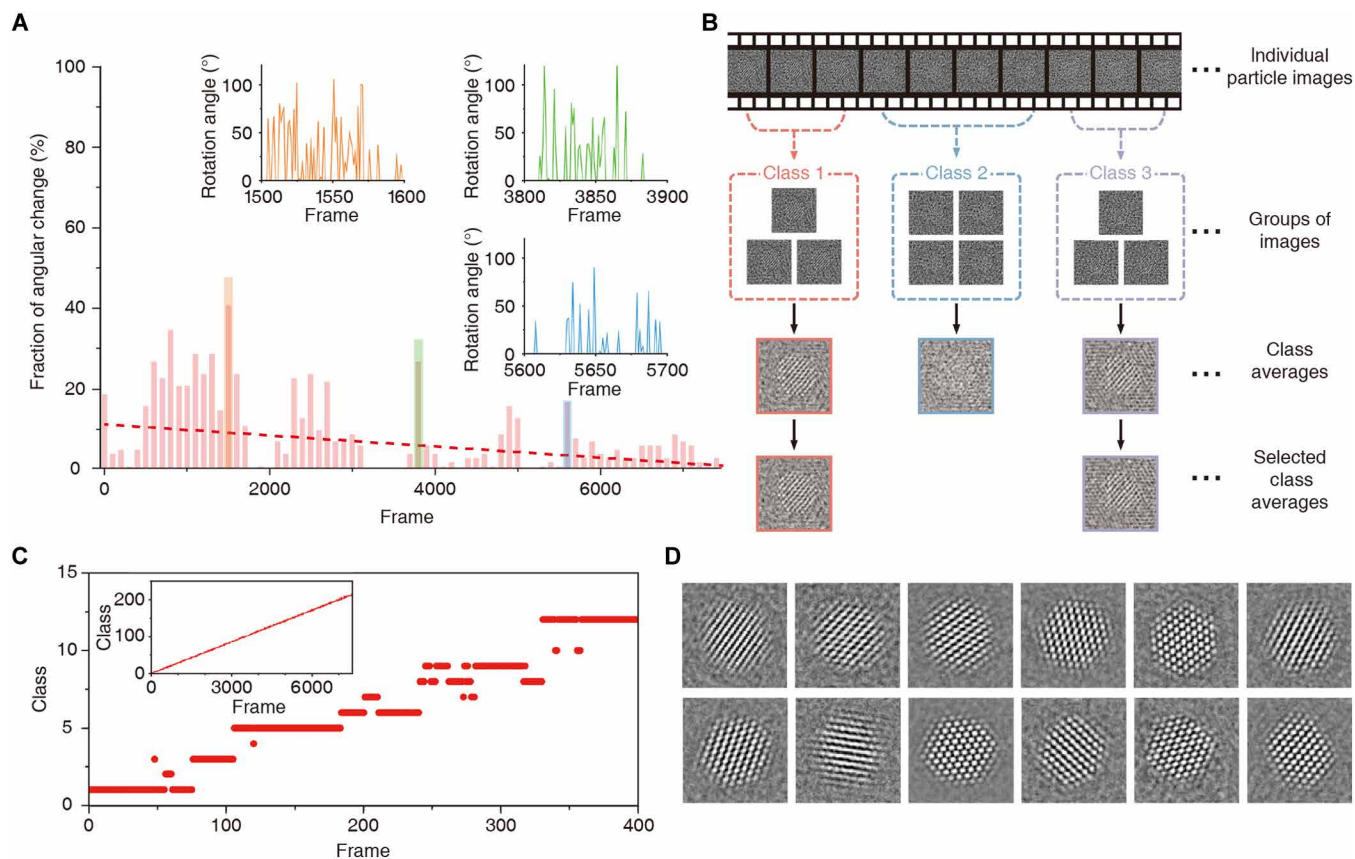 A
Fraction of angular change (%)
100
80
60
40
20
0
0
2000
4000
6000
Frame
Rotation angle (°)
100
50
0
1500
1550
1600
Frame
Rotation angle (°)
100
50
0
3800
3850
3900
Frame
Rotation angle (°)
100
50
0
5600
5650
5700
Frame
B
... Individual
particle images
Class 1
Class 2
Class 3
... Groups of
images
... Class
averages
... Selected
class
averages
C
Class
15
10
5
0
0
100
200
300
400
Frame
Class
200
100
0
0
3000
6000
Frame
D